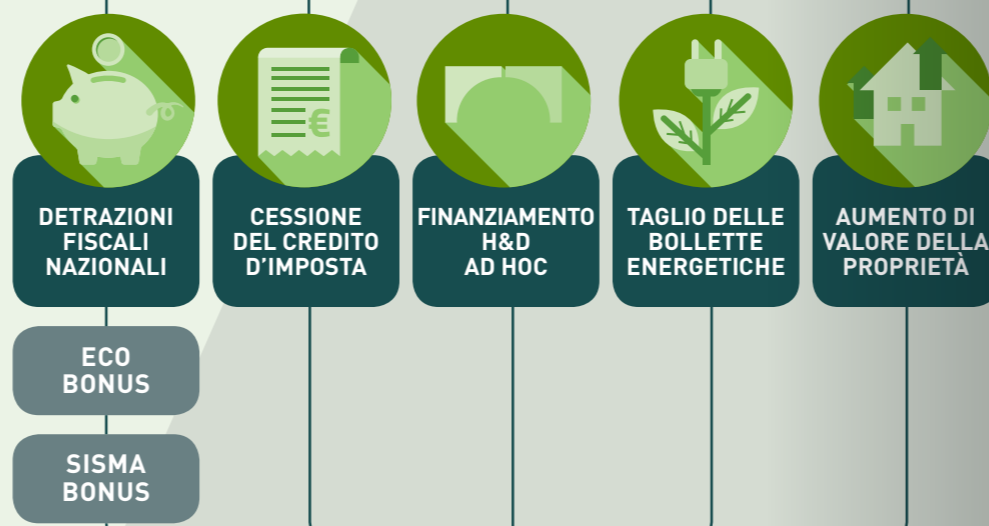 DETRAZIONI
FISCALI
NAZIONALI
CESSIONE
DEL CREDITO
D'IMPOSTA
FINANZIAMENTO
H&D
AD HOC
TAGLIO DELLE
BOLLETTE
ENERGETICHE
AUMENTO DI
VALORE DELLA
PROPRIETÀ
ECO
BONUS
SISMA
BONUS